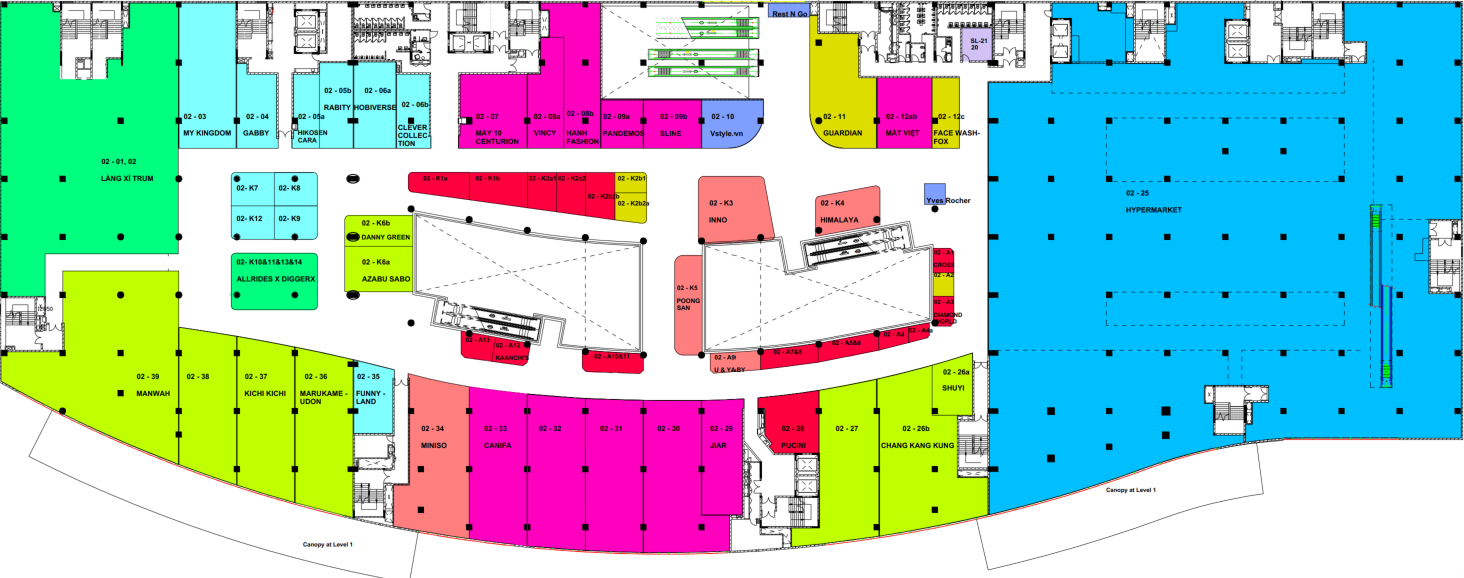 Rest N Go
SL-21
20
02 - 03
MY KINGDOM
02 - 04
GABBY
02 - 05a
HIKOSEN
CARA
02 - 05b
RABITY
02 - 06a
HOBIVERSE
02 - 06b
CLEVER
COLLEC-
TION
02 - 07
MAY 10
CENTURION
02 - 08a
VINCY
02 - 08b
HANH
FASHION
02 - 09a
PANDEMOS
02 - 09b
SLINE
02 - 10
Vstyle.vn
02 - 11
GUARDIAN
02 - 12ab
MẮT VIỆT
02 - 12c
FACE WASH-
FOX
02 - 01, 02
LÀNG XÌ TRUM
02 - K7
02 - K8
02 - K12
02 - K9
02 - K1a
02 - K1b
02 - K2a1
02 - K2a2
02 - K2b1
02 - K2b2b
02 - K2b2a
02 - K3
INNO
02 - K4
HIMALAYA
Yves Rocher
02 - 25
HYPERMARKET
02 - K6b
DANNY GREEN
02 - K6a
AZABU SABO
02- K10&11&13&14
ALLRIDES X DIGGERX
02 - K5
POONG
SAN
02 - A1
CROSS
02 - A2
02 - A3
DIAMOND
WORLD
02 - A13
02 - A12
KAANCHI'S
02 - A10&11
02 - A9
U & YABY
02 - A7&8
02 - A5&6
02 - A4
02 - A4a
02 - 39
MANWAH
02 - 38
02 - 37
KICHI KICHI
02 - 36
MARUKAME -
UDON
02 - 35
FUNNY -
LAND
02 - 34
MINISO
02 - 33
CANIFA
02 - 32
02 - 31
02 - 30
02 - 29
JIAR
02 - 28
PUCINI
02 - 27
02 - 26b
CHANG KANG KUNG
02 - 26a
SHUYI
Canopy at Level 1
Canopy at Level 1